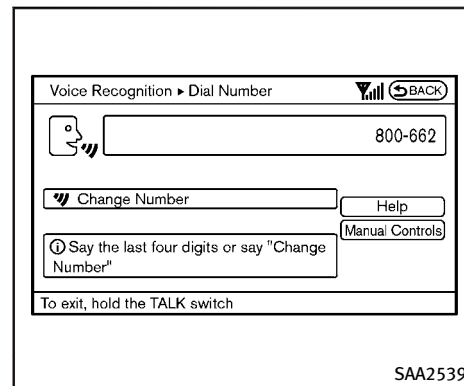 Voice Recognition ▸ Dial Number
BACK
800-662
Change Number
Help
Manual Controls
Say the last four digits or say "Change
Number"
To exit, hold the TALK switch
SAA2539